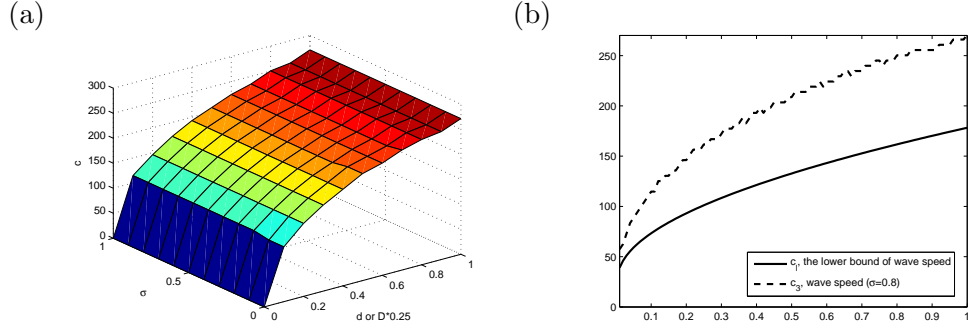 (a)
300
250
200
150
100
50
0
c
1
0.5
0
σ
0
0.2
0.4
0.6
0.8
1
d or D*0.25
(b)
250
200
150
100
50
0
0.1 0.2 0.3 0.4 0.5 0.6 0.7 0.8 0.9 1
c_l, the lower bound of wave speed
c_3, wave speed (σ=0.8)